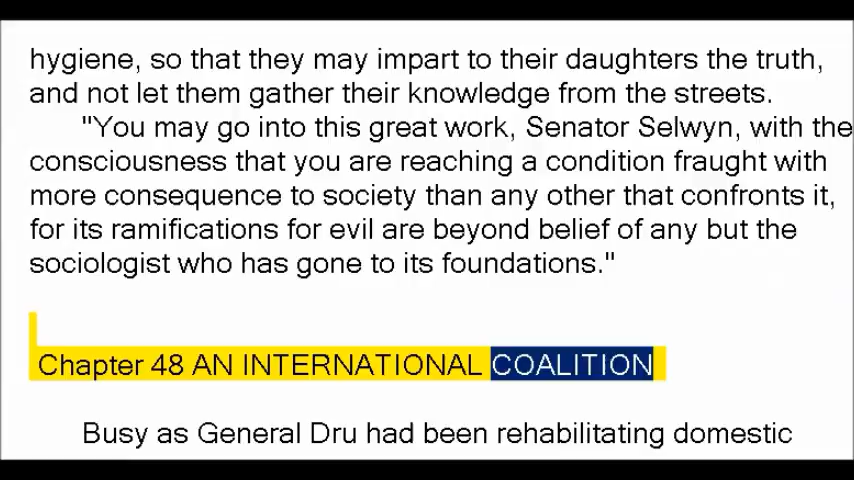 hygiene, so that they may impart to their daughters the truth,
and not let them gather their knowledge from the streets.
"You may go into this great work, Senator Selwyn, with the
consciousness that you are reaching a condition fraught with
more consequence to society than any other that confronts it,
for its ramifications for evil are beyond belief of any but the
sociologist who has gone to its foundations."
Chapter 48 AN INTERNATIONAL COALITION
Busy as General Dru had been rehabilitating domestic